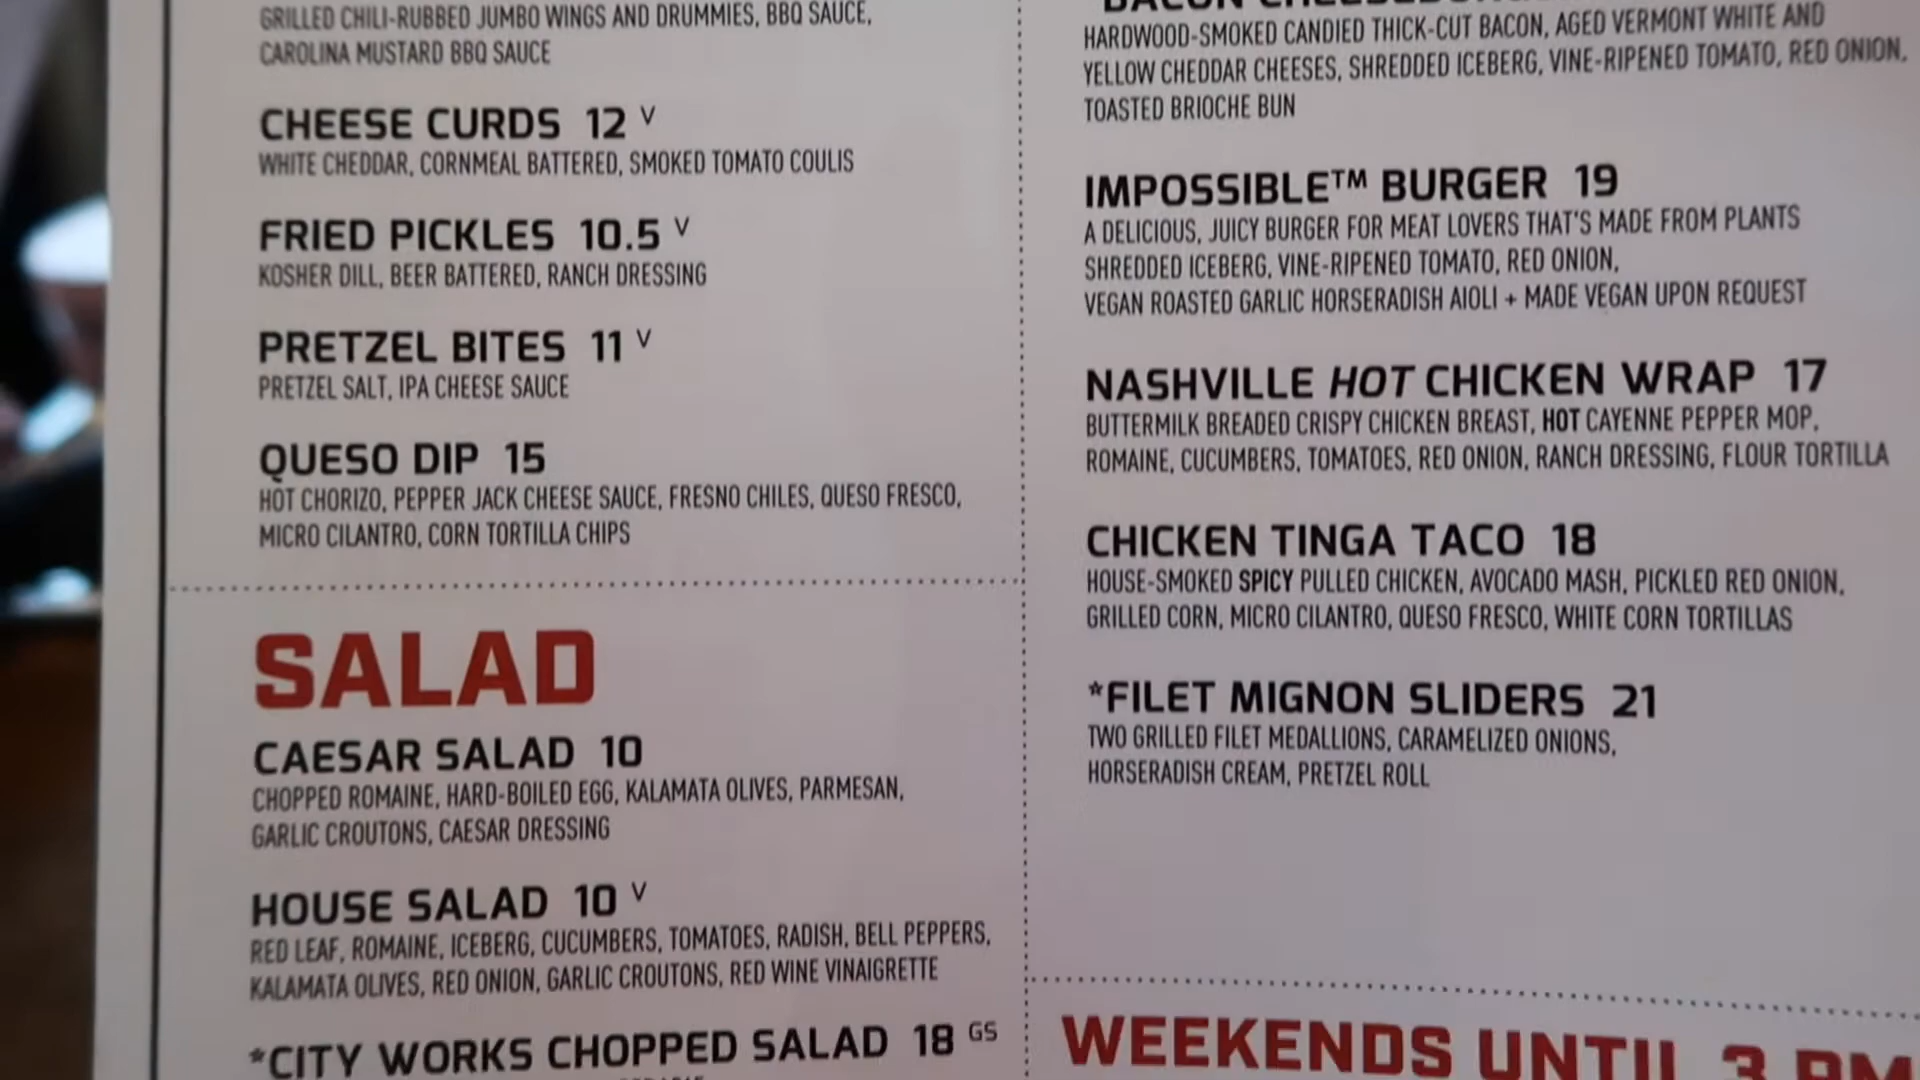 GRILLED CHILI-RUBBED JUMBO WINGS AND DRUMMIES, BBQ SAUCE,
CAROLINA MUSTARD BBQ SAUCE
CHEESE CURDS 12 V
WHITE CHEDDAR, CORNMEAL BATTERED, SMOKED TOMATO COULIS
FRIED PICKLES 10.5 V
KOSHER DILL, BEER BATTERED, RANCH DRESSING
PRETZEL BITES 11 V
PRETZEL SALT, IPA CHEESE SAUCE
QUESO DIP 15
HOT CHORIZO, PEPPER JACK CHEESE SAUCE, FRESNO CHILES, QUESO FRESCO,
MICRO CILANTRO, CORN TORTILLA CHIPS
SALAD
CAESAR SALAD 10
CHOPPED ROMAINE, HARD-BOILED EGG, KALAMATA OLIVES, PARMESAN,
GARLIC CROUTONS, CAESAR DRESSING
HOUSE SALAD 10 V
RED LEAF, ROMAINE, ICEBERG, CUCUMBERS, TOMATOES, RADISH, BELL PEPPERS,
KALAMATA OLIVES, RED ONION, GARLIC CROUTONS, RED WINE VINAIGRETTE
*CITY WORKS CHOPPED SALAD 18 GS
HARDWOOD-SMOKED CANDIED THICK-CUT BACON, AGED VERMONT WHITE AND
YELLOW CHEDDAR CHEESES, SHREDDED ICEBERG, VINE-RIPENED TOMATO, RED ONION,
TOASTED BRIOCHE BUN
IMPOSSIBLE™ BURGER 19
A DELICIOUS, JUICY BURGER FOR MEAT LOVERS THAT'S MADE FROM PLANTS
SHREDDED ICEBERG, VINE-RIPENED TOMATO, RED ONION,
VEGAN ROASTED GARLIC HORSERADISH AIOLI + MADE VEGAN UPON REQUEST
NASHVILLE HOT CHICKEN WRAP 17
BUTTERMILK BREADED CRISPY CHICKEN BREAST, HOT CAYENNE PEPPER MOP,
ROMAINE, CUCUMBERS, TOMATOES, RED ONION, RANCH DRESSING, FLOUR TORTILLA
CHICKEN TINGA TACO 18
HOUSE-SMOKED SPICY PULLED CHICKEN, AVOCADO MASH, PICKLED RED ONION,
GRILLED CORN, MICRO CILANTRO, QUESO FRESCO, WHITE CORN TORTILLAS
*FILET MIGNON SLIDERS 21
TWO GRILLED FILET MEDALLIONS, CARAMELIZED ONIONS,
HORSERADISH CREAM, PRETZEL ROLL
WEEKENDS UNTIL 3 PM